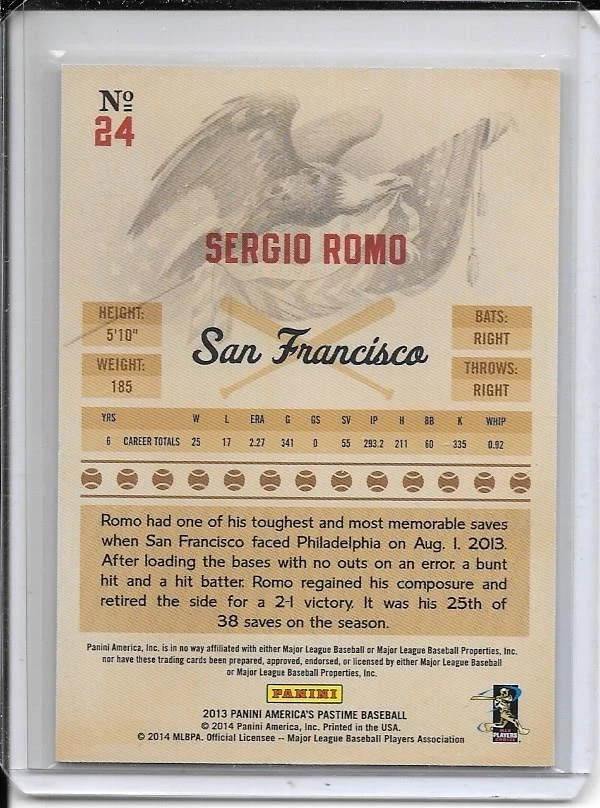 Nº
24
SERGIO ROMO
HEIGHT:
5'10"
WEIGHT:
185
San Francisco
BATS:
RIGHT
THROWS:
RIGHT
YRS W L ERA G GS SV IP H BB K WHIP
6 CAREER TOTALS 25 17 2.27 341 0 55 293.2 211 60 335 0.92
Romo had one of his toughest and most memorable saves
when San Francisco faced Philadelphia on Aug. 1, 2013.
After loading the bases with no outs on an error, a bunt
hit and a hit batter, Romo regained his composure and
retired the side for a 2-1 victory. It was his 25th of
38 saves on the season.
Panini America, Inc. is in no way affiliated with either Major League Baseball or Major League Baseball Properties, Inc.
nor have these trading cards been prepared, approved, endorsed, or licensed by either Major League Baseball
or Major League Baseball Properties, Inc.
PANINI
2013 PANINI AMERICA'S PASTIME BASEBALL
© 2014 Panini America, Inc. Printed in the USA.
© 2014 MLBPA. Official Licensee -- Major League Baseball Players Association
PLAYERS
CHOICE